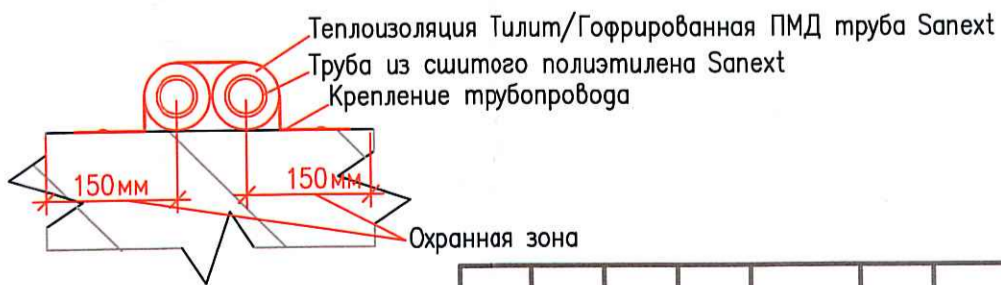 Теплоизоляция Тилит/Гофрированная ПМД труба Sanext
Труба из сшитого полиэтилена Sanext
Крепление трубопровода
150мм 150мм
Охранная зона